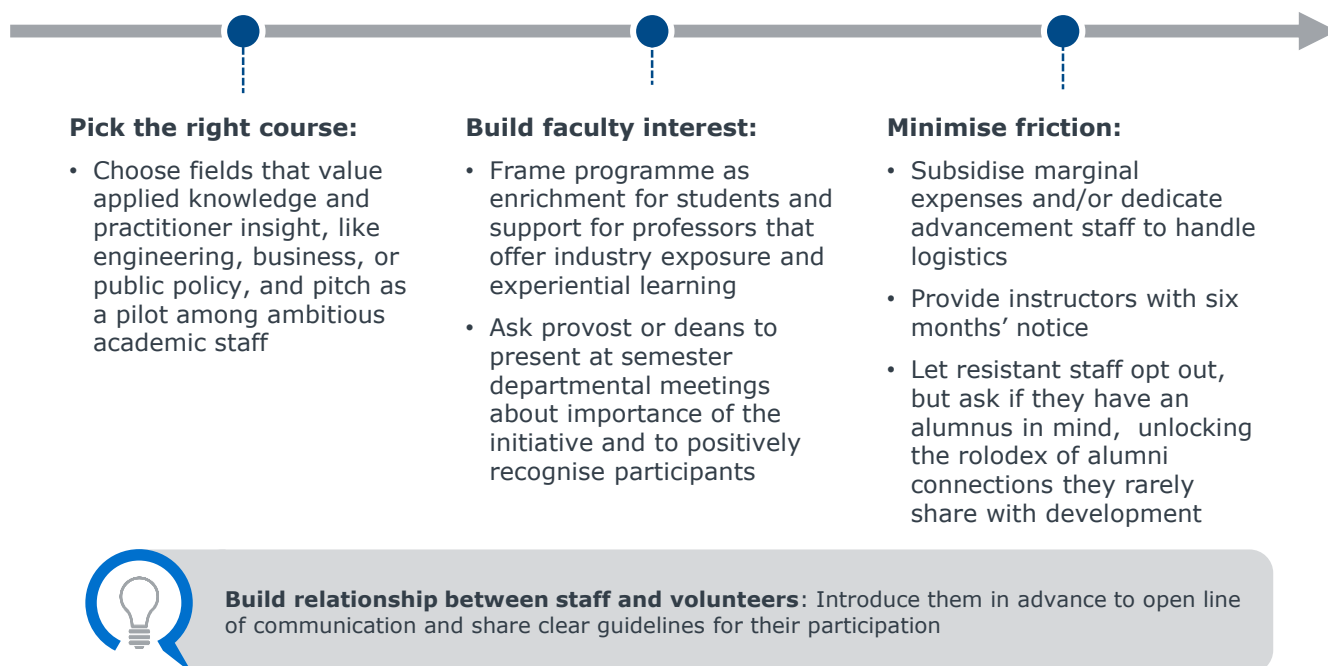 Pick the right course:
• Choose fields that value
applied knowledge and
practitioner insight, like
engineering, business, or
public policy, and pitch as
a pilot among ambitious
academic staff
Build faculty interest:
• Frame programme as
enrichment for students and
support for professors that
offer industry exposure and
experiential learning
• Ask provost or deans to
present at semester
departmental meetings
about importance of the
initiative and to positively
recognise participants
Minimise friction:
• Subsidise marginal
expenses and/or dedicate
advancement staff to handle
logistics
• Provide instructors with six
months’ notice
• Let resistant staff opt out,
but ask if they have an
alumnus in mind,  unlocking
the rolodex of alumni
connections they rarely
share with development
Build relationship between staff and volunteers: Introduce them in advance to open line
of communication and share clear guidelines for their participation